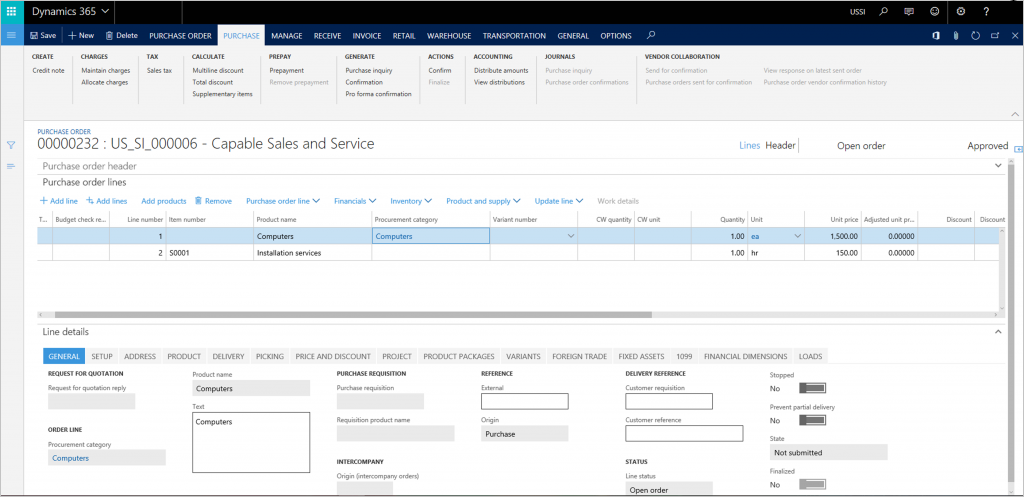 Dynamics 365
USSI
?
Save New Delete PURCHASE ORDER PURCHASE MANAGE RECEIVE INVOICE RETAIL WAREHOUSE TRANSPORTATION GENERAL OPTIONS
CREATE CHARGES TAX CALCULATE PREPAY GENERATE ACTIONS ACCOUNTING JOURNALS VENDOR COLLABORATION
Credit note Maintain charges Sales tax Multiline discount Prepayment Purchase inquiry Confirm Distribute amounts Purchase inquiry Send for confirmation View response on latest sent order
Allocate charges Total discount Remove prepayment Confirmation Finalize View distributions Purchase order confirmations Purchase orders sent for confirmation Purchase order vendor confirmation history
Supplementary items Pro forma confirmation
PURCHASE ORDER
00000232 : US_SI_000006 - Capable Sales and Service
Lines Header Open order Approved
Purchase order header
Purchase order lines
Add line Add lines Add products Remove Purchase order line Financials Inventory Product and supply Update line Work details
T... Budget check re... Line number Item number Product name Procurement category Variant number CW quantity CW unit Quantity Unit Unit price Adjusted unit pr... Discount Discount
1 Computers Computers 1.00 ea 1,500.00 0.00000
2 S0001 Installation services 1.00 hr 150.00 0.00000
Line details
GENERAL SETUP ADDRESS PRODUCT DELIVERY PICKING PRICE AND DISCOUNT PROJECT PRODUCT PACKAGES VARIANTS FOREIGN TRADE FIXED ASSETS 1099 FINANCIAL DIMENSIONS LOADS
REQUEST FOR QUOTATION
Request for quotation reply
ORDER LINE
Procurement category
Computers
Product name
Computers
Text
Computers
PURCHASE REQUISITION
Purchase requisition
Requisition product name
INTERCOMPANY
Origin (intercompany orders)
REFERENCE
External
Origin
Purchase
DELIVERY REFERENCE
Customer requisition
Customer reference
STATUS
Line status
Open order
Stopped
No
Prevent partial delivery
No
State
Not submitted
Finalized
No